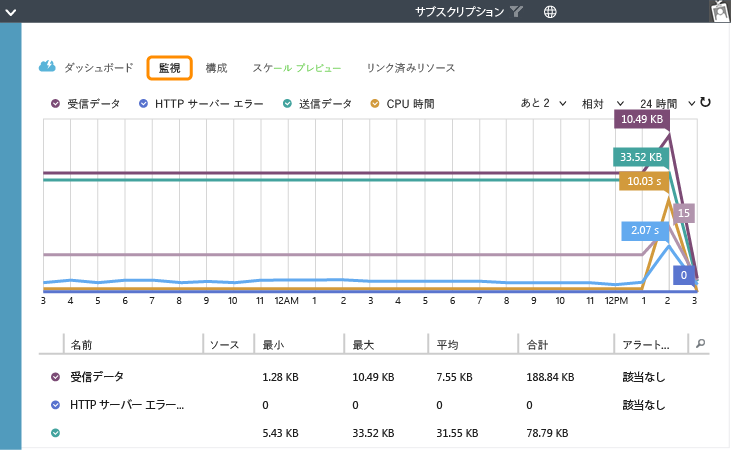 サブスクリプション
ダッシュボード 監視 構成 スケール プレビュー リンク済みリソース
受信データ HTTP サーバー エラー 送信データ CPU 時間 あと 2 相対 24 時間
10.49 KB
33.52 KB
10.03 s
15
2.07 s
0
3 4 5 6 7 8 9 10 11 12AM 1 2 3 4 5 6 7 8 9 10 11 12PM 1 2 3
名前 ソース 最小 最大 平均 合計 アラート...
受信データ 1.28 KB 10.49 KB 7.55 KB 188.84 KB 該当なし
HTTP サーバー エラー... 0 0 0 0 該当なし
5.43 KB 33.52 KB 31.55 KB 78.79 KB